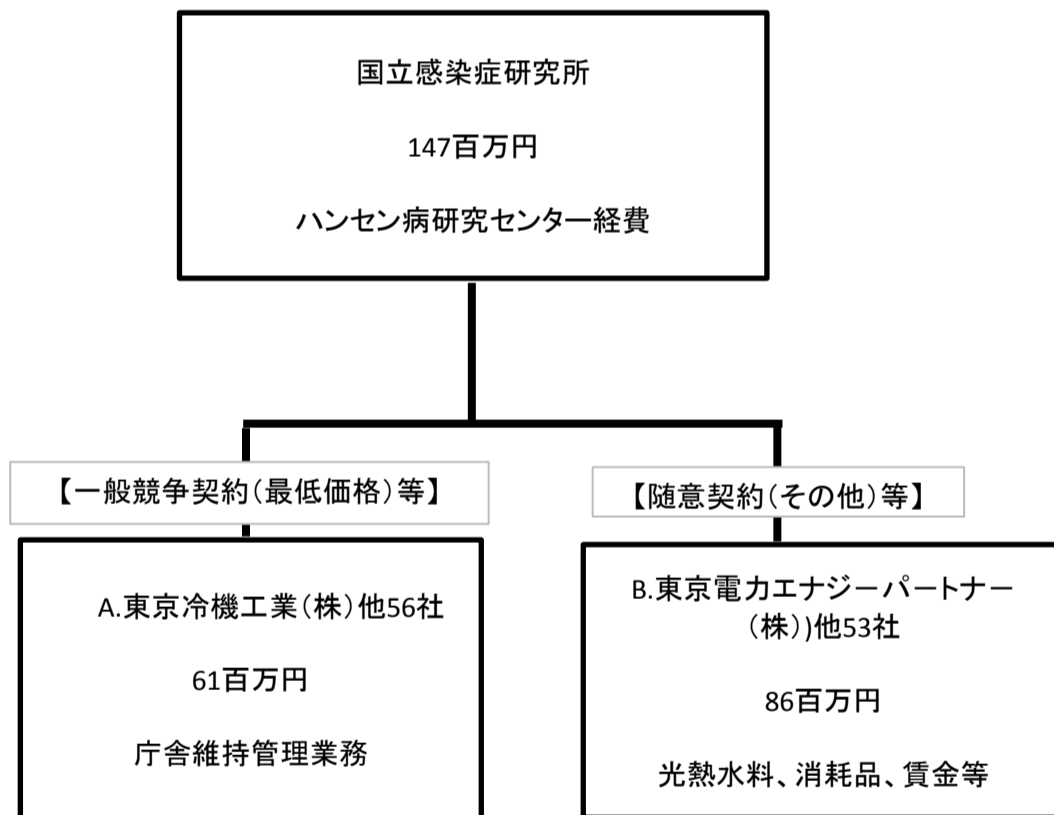 国立感染症研究所
147百万円
ハンセン病研究センター経費
【一般競争契約(最低価格)等】
【随意契約(その他)等】
A.東京冷機工業(株)他56社
61百万円
庁舎維持管理業務
B.東京電力エナジーパートナー
(株))他53社
86百万円
光熱水料、消耗品、賃金等